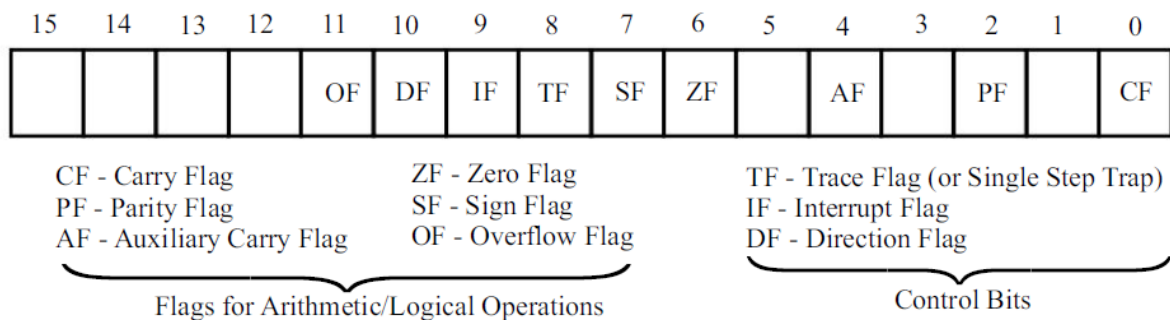 15 14 13 12 11 10 9 8 7 6 5 4 3 2 1 0
OF DF IF TF SF ZF AF PF CF
CF - Carry Flag
PF - Parity Flag
AF - Auxiliary Carry Flag
ZF - Zero Flag
SF - Sign Flag
OF - Overflow Flag
Flags for Arithmetic/Logical Operations
TF - Trace Flag (or Single Step Trap)
IF - Interrupt Flag
DF - Direction Flag
Control Bits